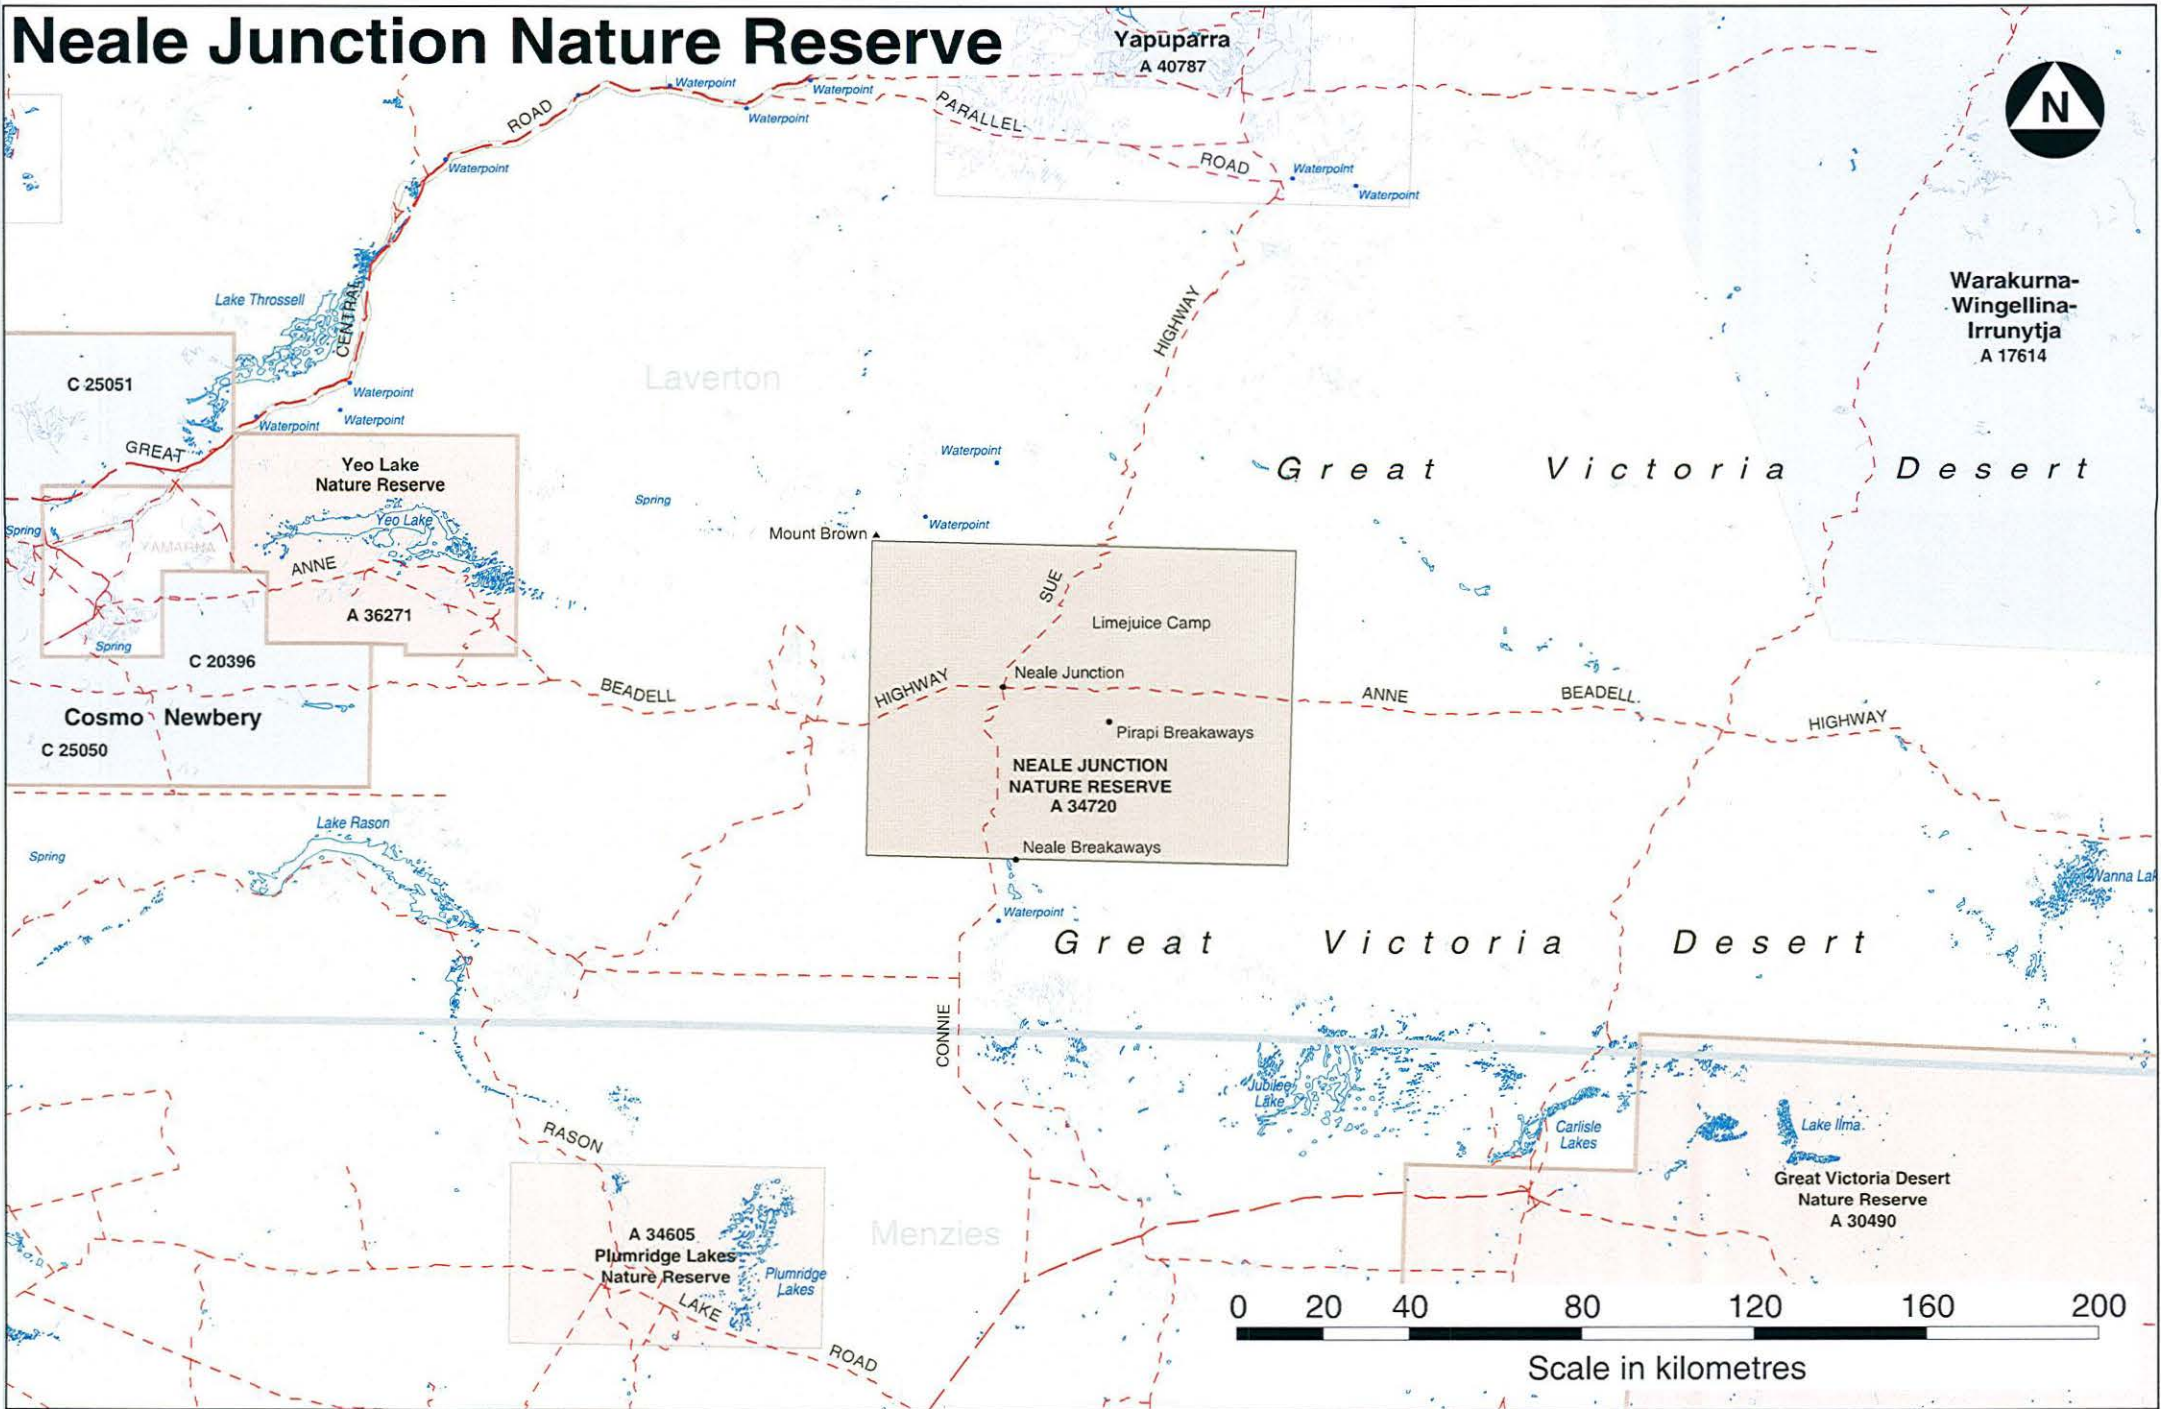 Neale Junction Nature Reserve
Yapuparra
A 40787
N
Waterpoint
Waterpoint
Waterpoint
ROAD
PARALLEL
ROAD
Waterpoint
Waterpoint
Waterpoint
Warakurna-
Wingellina-
Irrunytja
A 17614
Lake Throssell
CENTRAL
HIGHWAY
C 25051
Laverton
Waterpoint
Waterpoint
Waterpoint
GREAT
Yeo Lake
Nature Reserve
Waterpoint
Great Victoria Desert
Spring
Yeo Lake
Waterpoint
Spring
Mount Brown
YAMARNA
ANNE
SUE
A 36271
Limejuice Camp
Spring
C 20396
Neale Junction
BEADELL
HIGHWAY
ANNE
BEADELL
HIGHWAY
Cosmo Newbery
C 25050
Pirapi Breakaways
NEALE JUNCTION
NATURE RESERVE
A 34720
Lake Rason
Neale Breakaways
Spring
Wanna Lak
Waterpoint
Great Victoria Desert
CONNIE
Jubilee
Lake
Carlisle
Lakes
Lake Ilma
RASON
Great Victoria Desert
Nature Reserve
A 30490
A 34605
Plumridge Lakes
Nature Reserve
Menzies
Plumridge
Lakes
LAKE
ROAD
0 20 40 80 120 160 200
Scale in kilometres